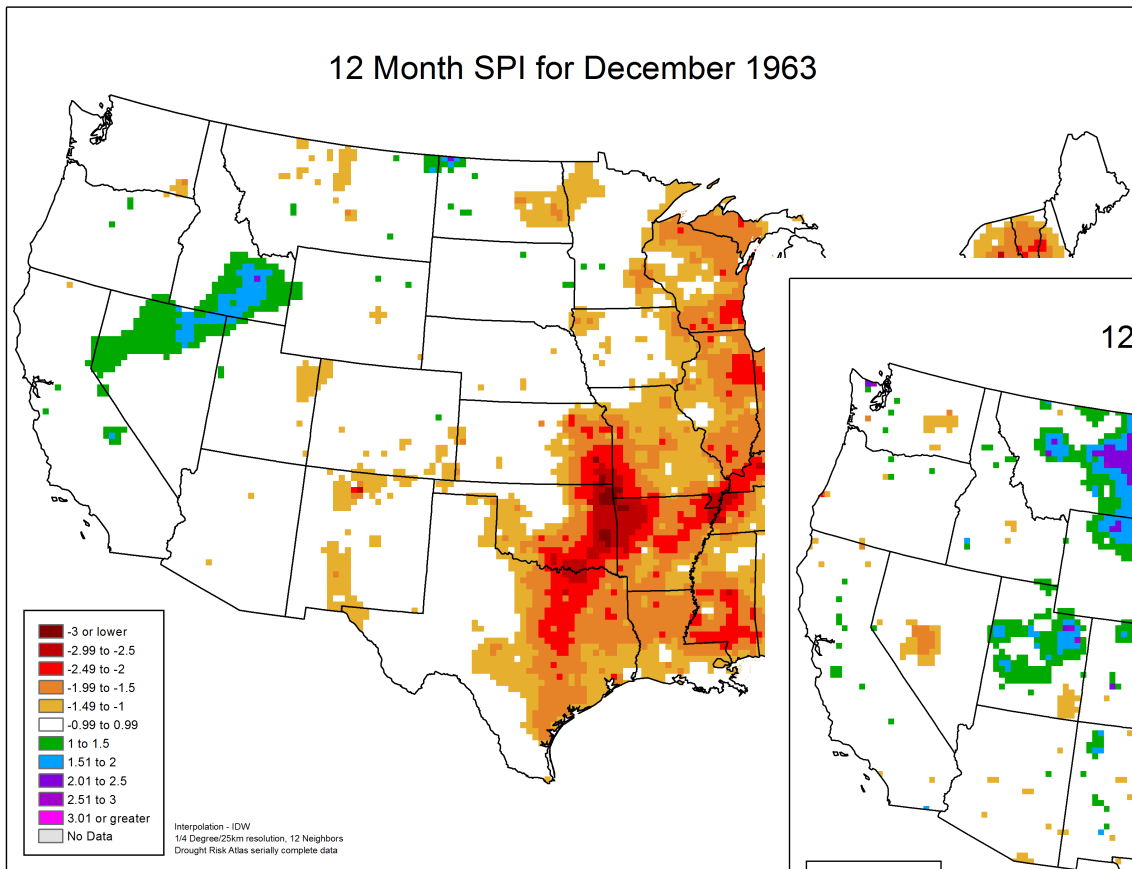 12 Month SPI for December 1963
12
-3 or lower
-2.99 to -2.5
-2.49 to -2
-1.99 to -1.5
-1.49 to -1
-0.99 to 0.99
1 to 1.5
1.51 to 2
2.01 to 2.5
2.51 to 3
3.01 or greater
No Data
Interpolation - IDW
1/4 Degree/25km resolution, 12 Neighbors
Drought Risk Atlas serially complete data